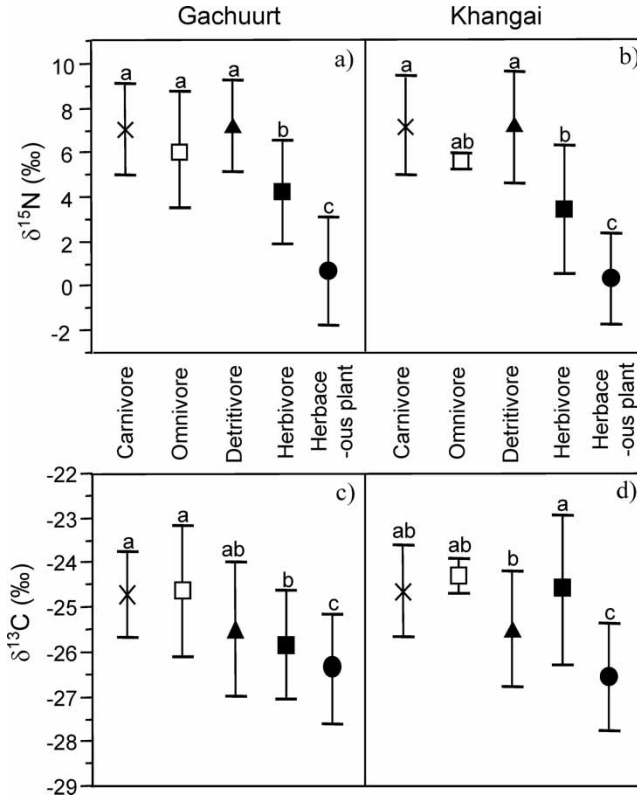 Gachuurt Khangai
a)
b)
10
8
6
4
2
0
-2
δ15N (‰)
a a a b c
a ab a b c
Carnivore
Omnivore
Detritivore
Herbivore
Herbace
-ous plant
Carnivore
Omnivore
Detritivore
Herbivore
Herbace
-ous plant
c)
d)
-22
-23
-24
-25
-26
-27
-28
-29
δ13C (‰)
a a ab b c
ab ab b a c